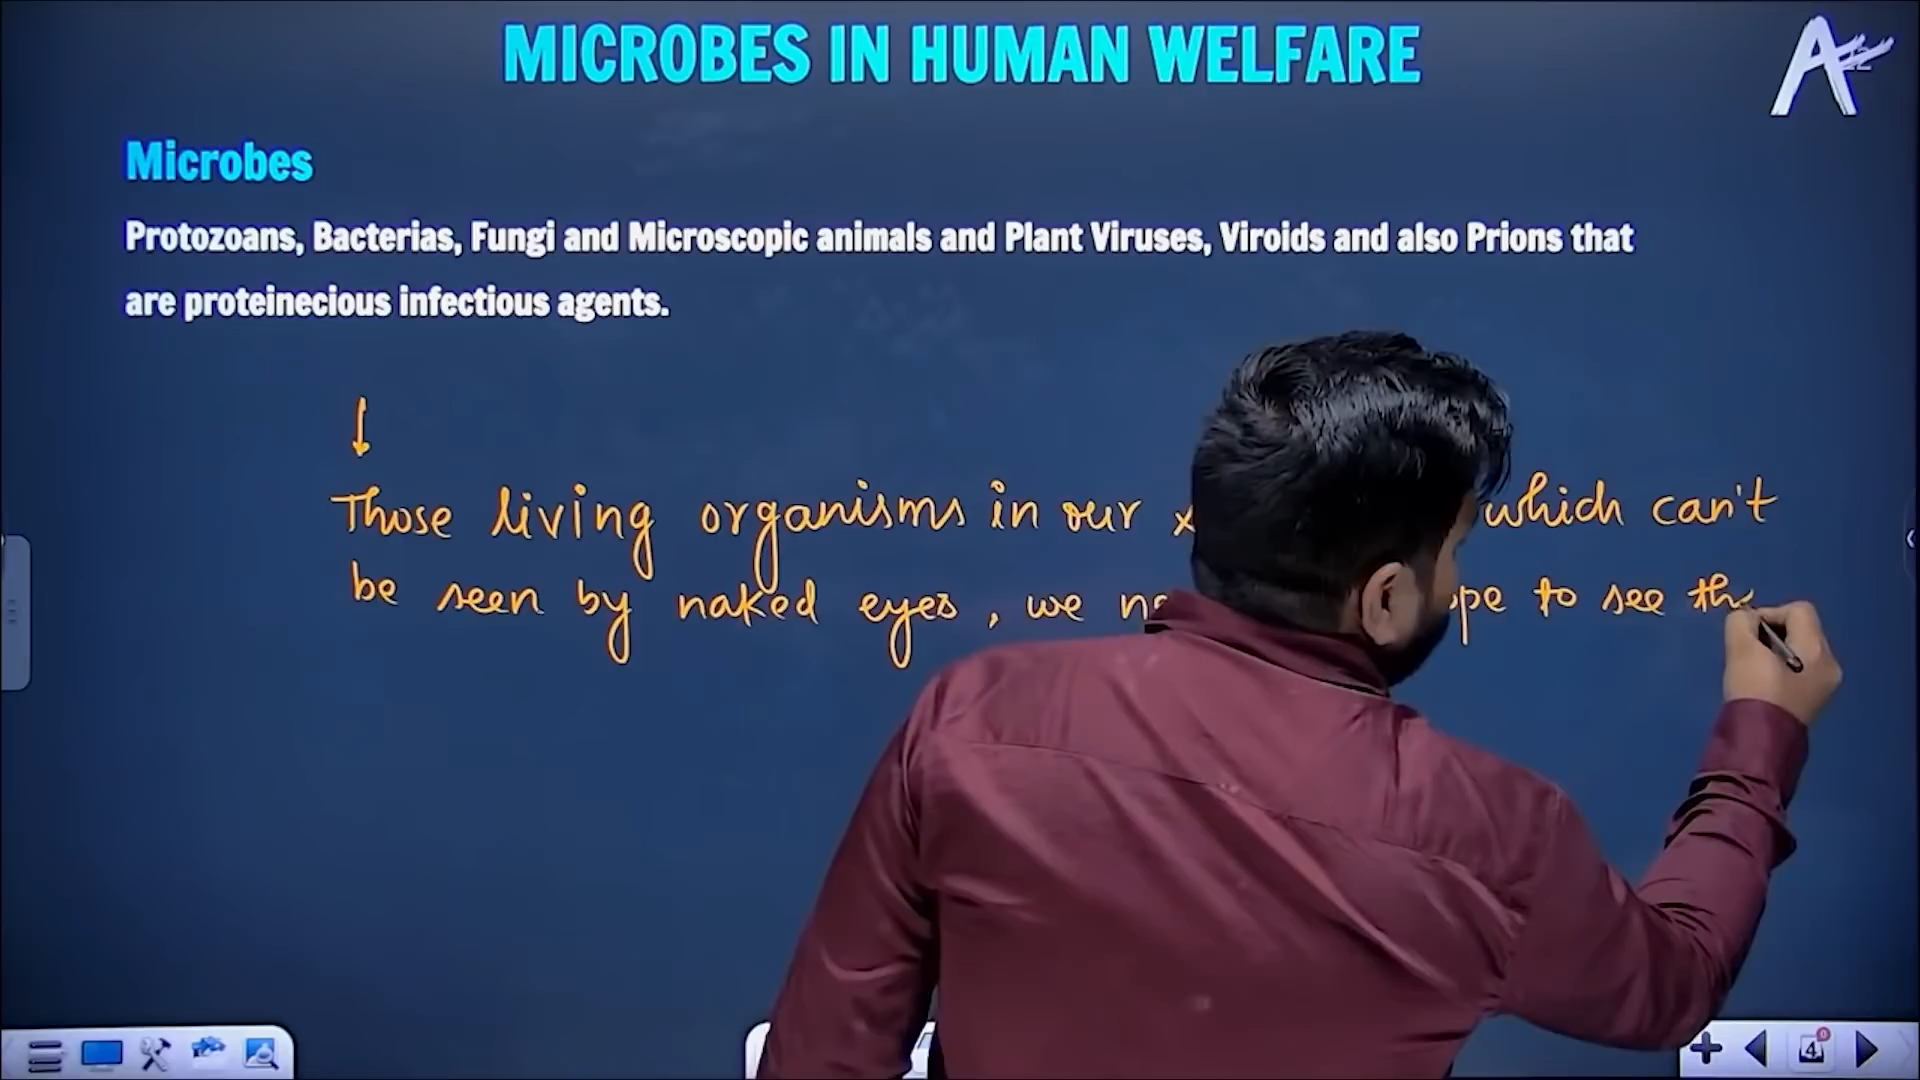 MICROBES IN HUMAN WELFARE
A
Microbes
Protozoans, Bacterias, Fungi and Microscopic animals and Plant Viruses, Viroids and also Prions that
are proteinecious infectious agents.
Those living organisms in our which can't
be seen by naked eyes, we to see
4